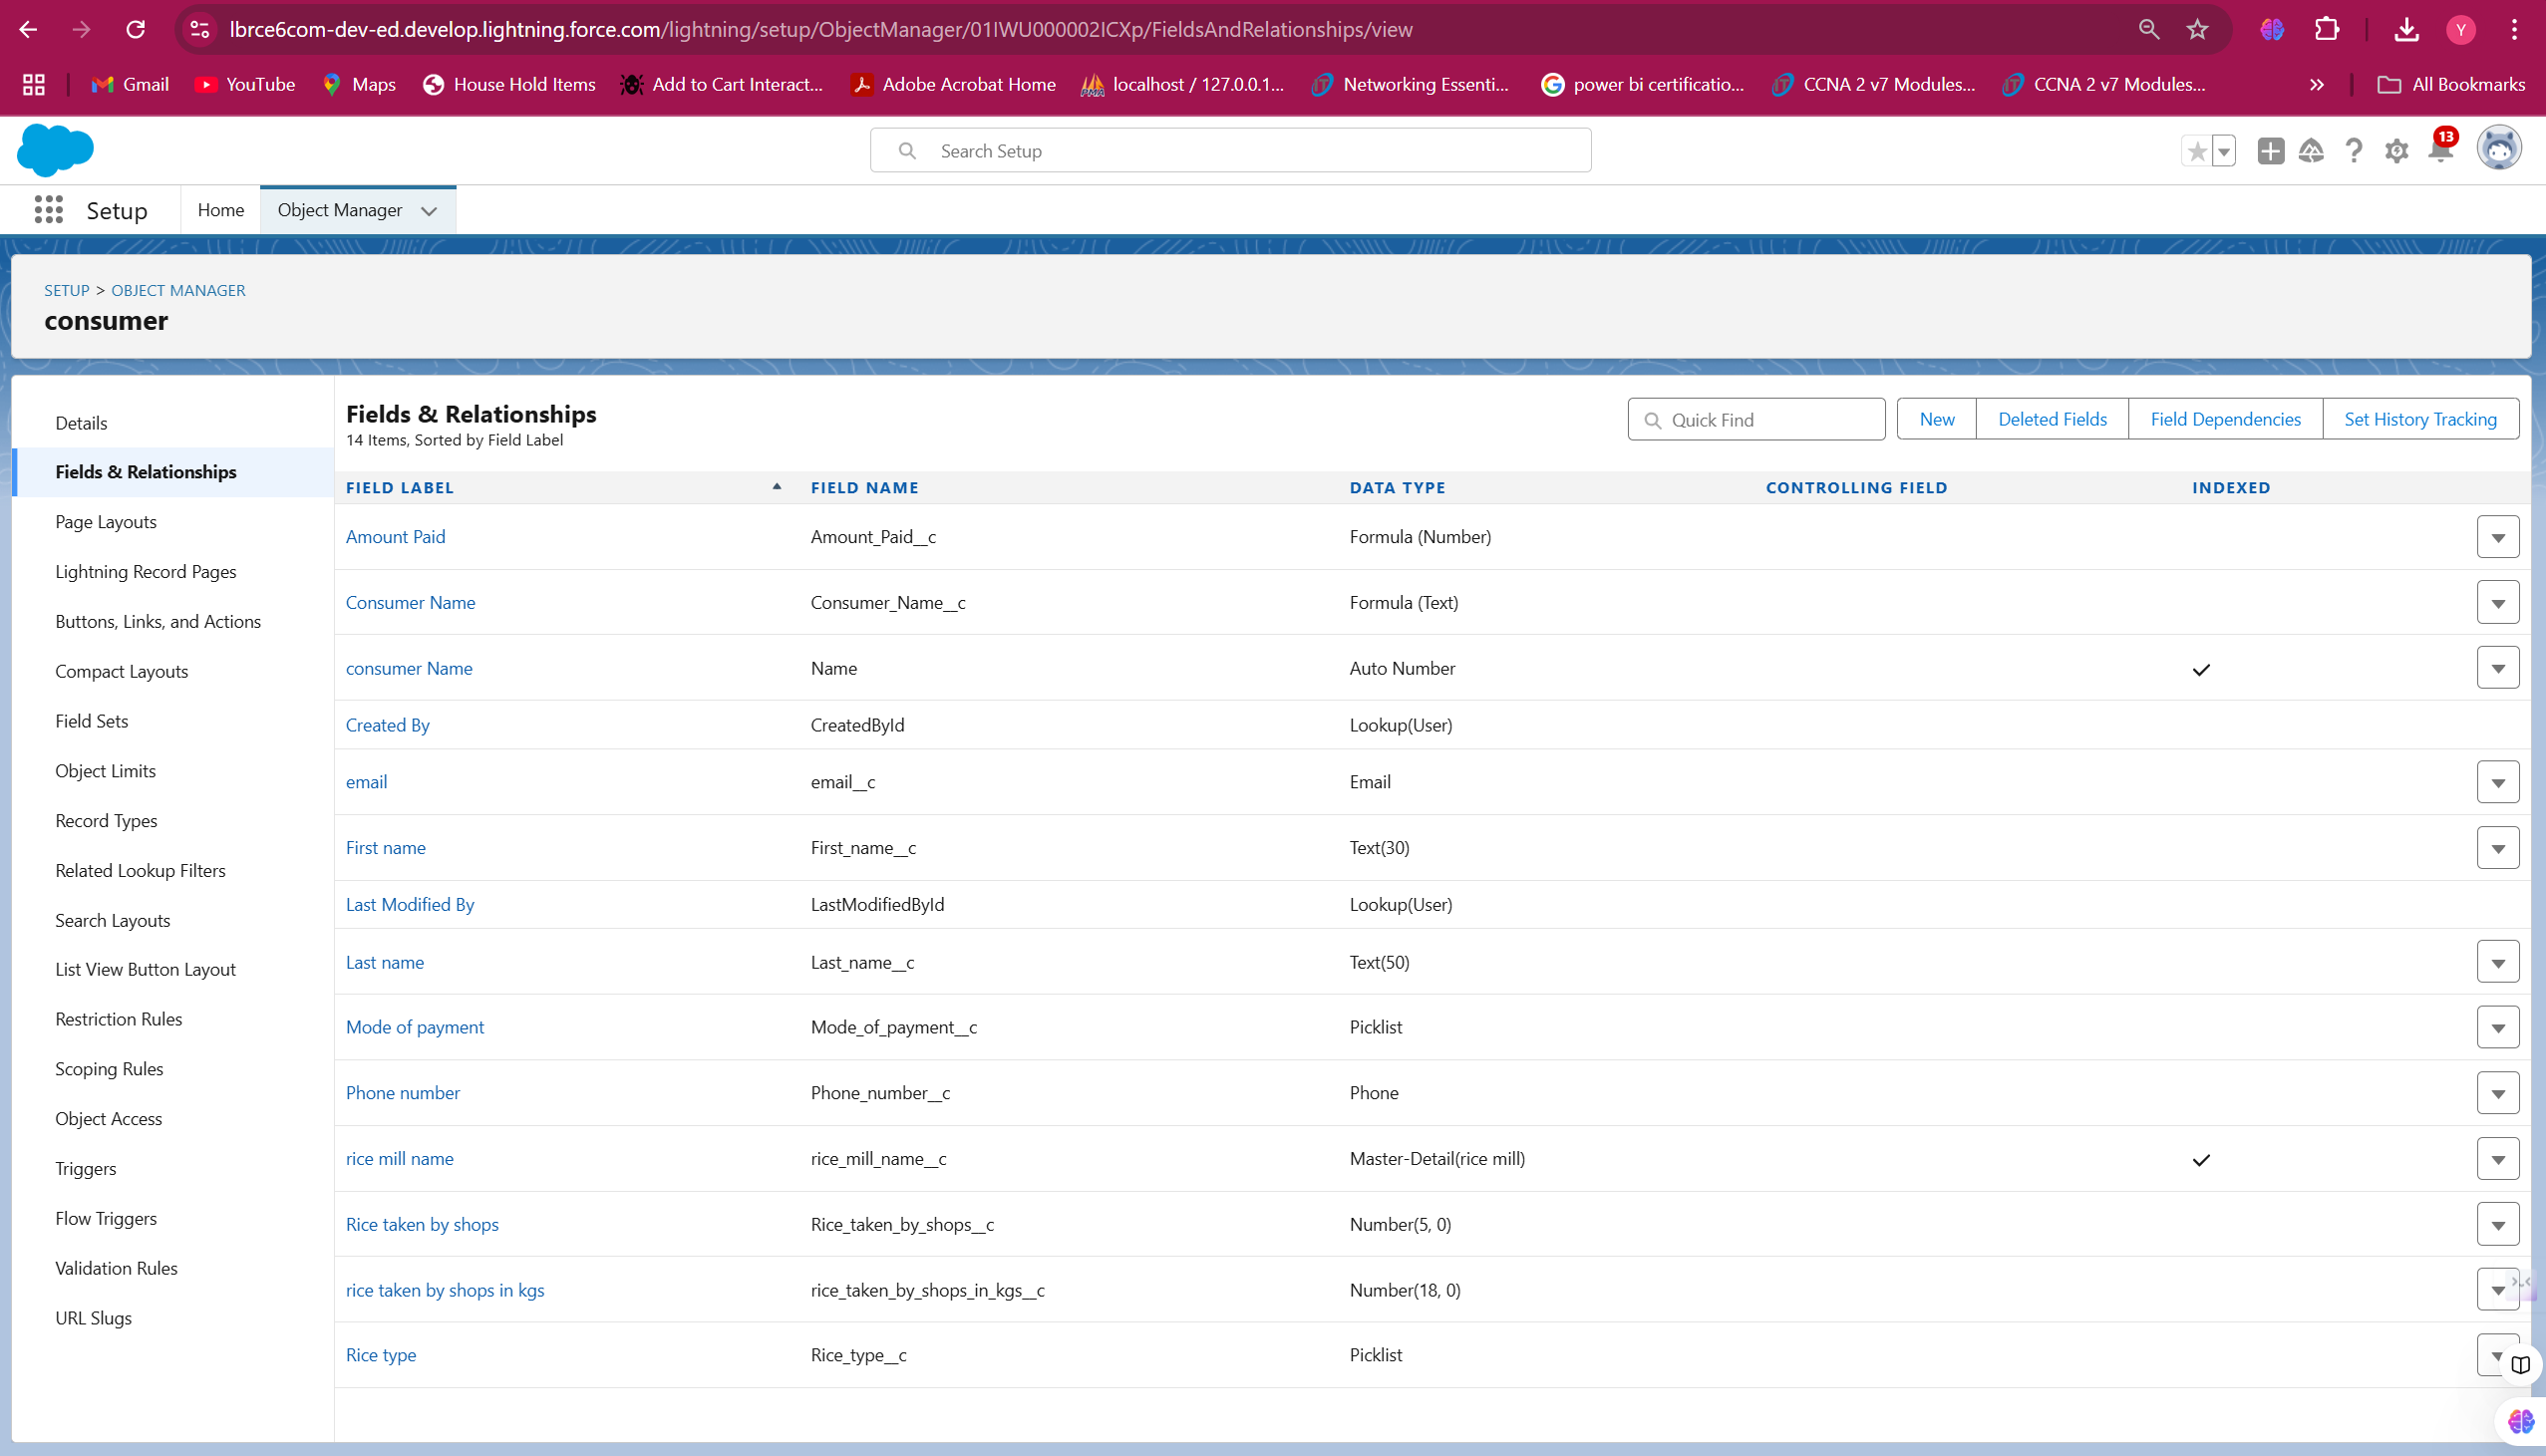 lbrce6com-dev-ed.develop.lightning.force.com/lightning/setup/ObjectManager/01IWU000002ICXp/FieldsAndRelationships/view
Y
Gmail YouTube Maps House Hold Items Add to Cart Interact... Adobe Acrobat Home localhost / 127.0.0.1... Networking Essenti... power bi certificatio... CCNA 2 v7 Modules... CCNA 2 v7 Modules... » All Bookmarks
Search Setup
13
Setup Home Object Manager
SETUP > OBJECT MANAGER
consumer
Details
Fields & Relationships
Page Layouts
Lightning Record Pages
Buttons, Links, and Actions
Compact Layouts
Field Sets
Object Limits
Record Types
Related Lookup Filters
Search Layouts
List View Button Layout
Restriction Rules
Scoping Rules
Object Access
Triggers
Flow Triggers
Validation Rules
URL Slugs
Fields & Relationships
14 Items, Sorted by Field Label
Quick Find New Deleted Fields Field Dependencies Set History Tracking
FIELD LABEL FIELD NAME DATA TYPE CONTROLLING FIELD INDEXED
Amount Paid Amount_Paid__c Formula (Number)
Consumer Name Consumer_Name__c Formula (Text)
consumer Name Name Auto Number
Created By CreatedById Lookup(User)
email email__c Email
First name First_name__c Text(30)
Last Modified By LastModifiedById Lookup(User)
Last name Last_name__c Text(50)
Mode of payment Mode_of_payment__c Picklist
Phone number Phone_number__c Phone
rice mill name rice_mill_name__c Master-Detail(rice mill)
Rice taken by shops Rice_taken_by_shops__c Number(5, 0)
rice taken by shops in kgs rice_taken_by_shops_in_kgs__c Number(18, 0)
Rice type Rice_type__c Picklist